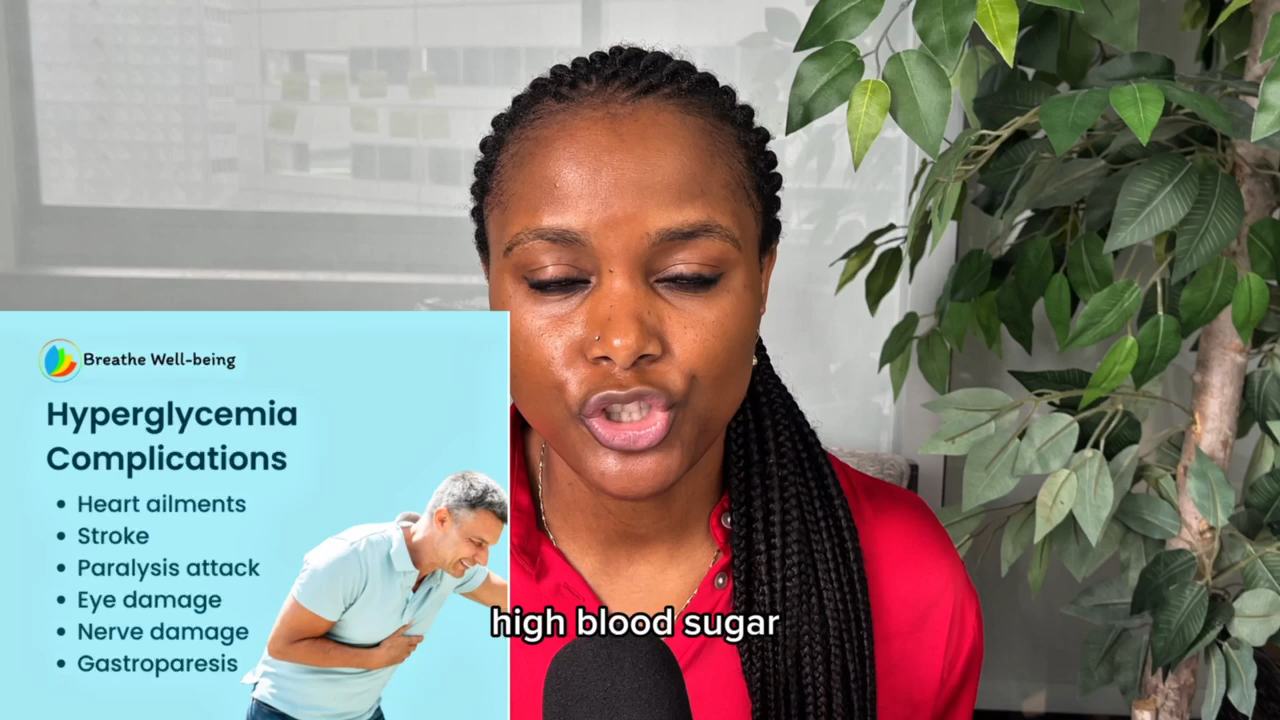 Breathe Well-being
Hyperglycemia
Complications
• Heart ailments
• Stroke
• Paralysis attack
• Eye damage
• Nerve damage
• Gastroparesis
high blood sugar